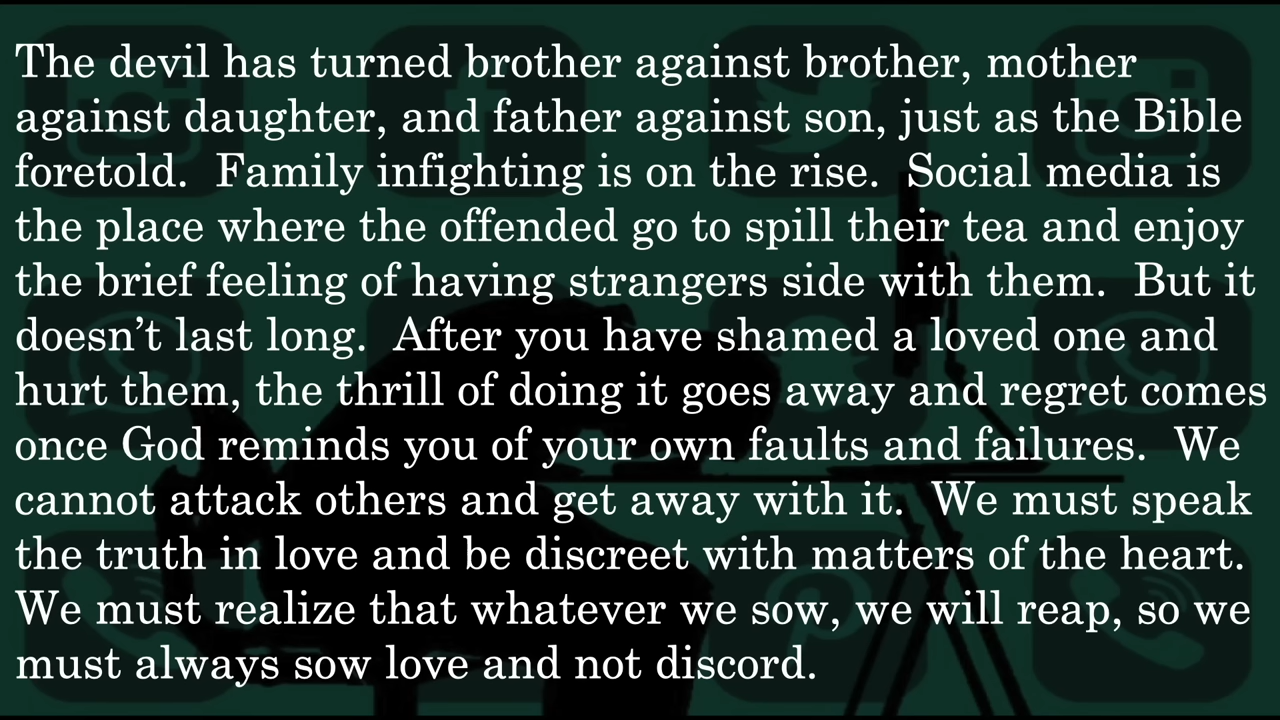 The devil has turned brother against brother, mother
against daughter, and father against son, just as the Bible
foretold.  Family infighting is on the rise.  Social media is
the place where the offended go to spill their tea and enjoy
the brief feeling of having strangers side with them.  But it
doesn’t last long.  After you have shamed a loved one and
hurt them, the thrill of doing it goes away and regret comes
once God reminds you of your own faults and failures.  We
cannot attack others and get away with it.  We must speak
the truth in love and be discreet with matters of the heart.
We must realize that whatever we sow, we will reap, so we
must always sow love and not discord.